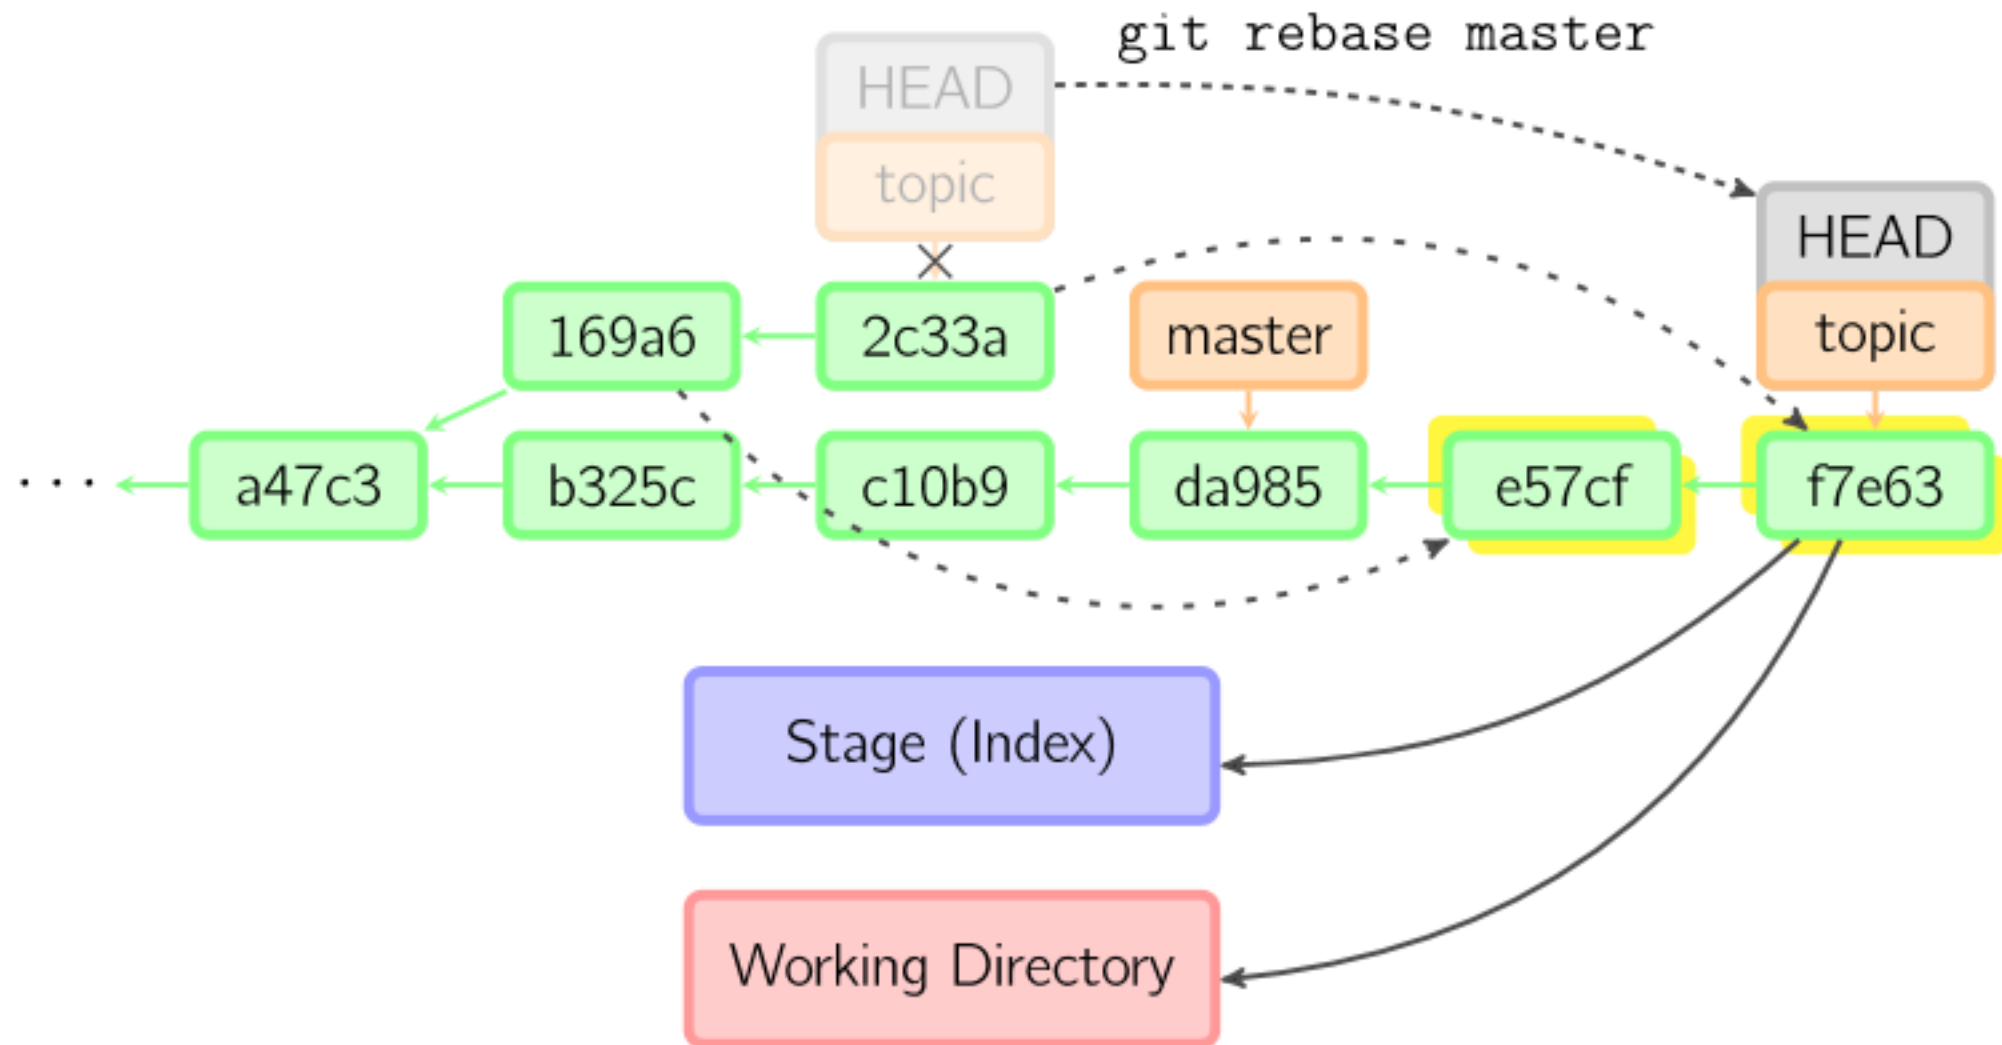 git rebase master
HEAD
topic
HEAD
topic
169a6
2c33a
master
...
a47c3
b325c
c10b9
da985
e57cf
f7e63
Stage (Index)
Working Directory